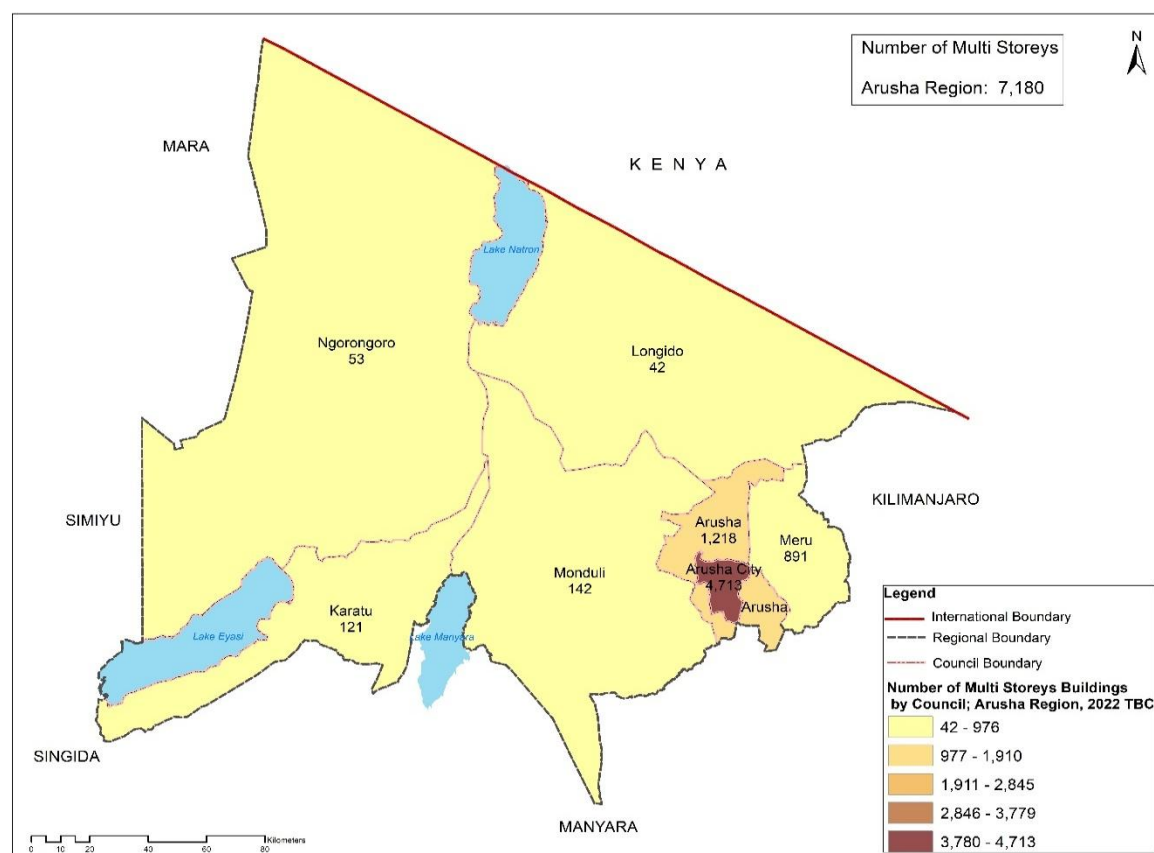 Number of Multi Storeys
Arusha Region: 7,180
N
MARA
K E N Y A
Lake Natron
Ngorongoro
53
Longido
42
KILIMANJARO
SIMIYU
Arusha
1,218
Meru
891
Arusha City
4,713
Monduli
142
Arusha
Karatu
121
Lake Eyasi
Lake Manyara
SINGIDA
MANYARA
Legend
International Boundary
Regional Boundary
Council Boundary
Number of Multi Storeys Buildings
by Council; Arusha Region, 2022 TBC
42 - 976
977 - 1,910
1,911 - 2,845
2,846 - 3,779
3,780 - 4,713
Kilometers
0 5 10 20 40 60 80